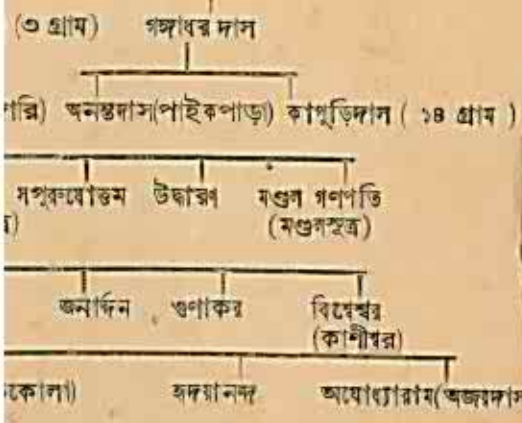 (৩ গ্রাম) গঙ্গাধর দাস
অনন্তদাস(পাইকপাড়া) কাপুড়িদাস ( ১৪ গ্রাম )
সপুরুষোত্তম উদ্ধারণ মণ্ডল গণপতি
(মণ্ডলসূত্র)
জনার্দ্দন গুণাকর বিশ্বেশ্বর
(কাশীশ্বর)
হৃদয়ানন্দ অযোধ্যারাম(অজয়দাস